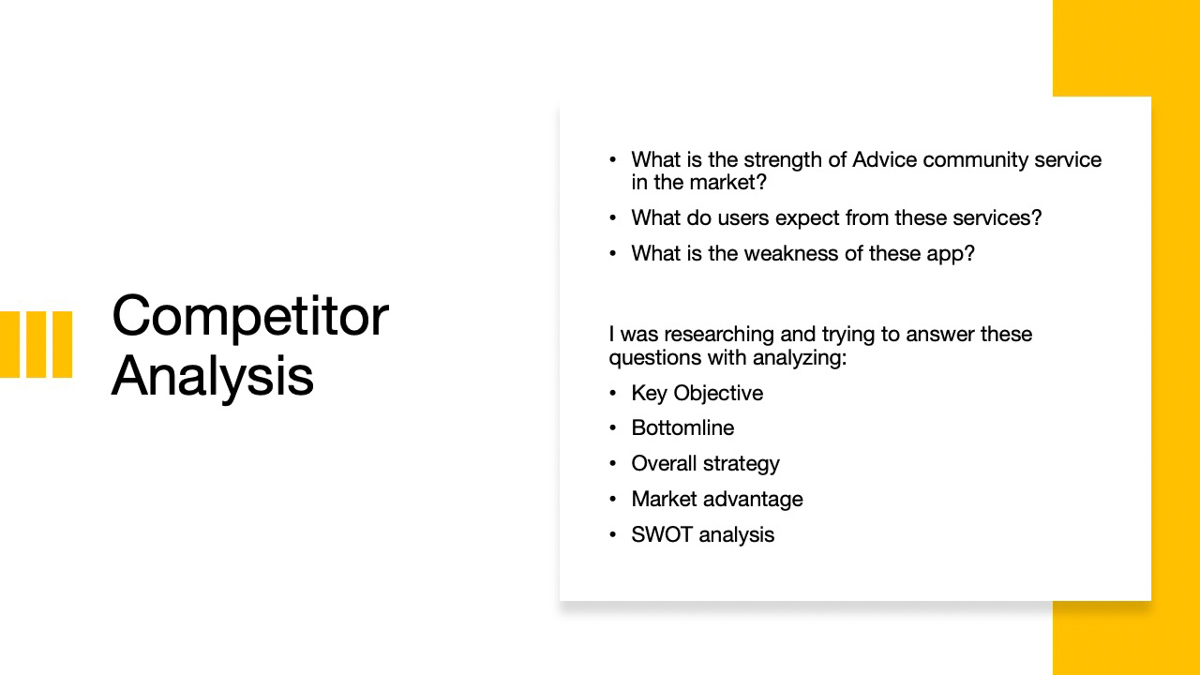 Competitor
Analysis
• What is the strength of Advice community service
in the market?
• What do users expect from these services?
• What is the weakness of these app?
I was researching and trying to answer these
questions with analyzing:
• Key Objective
• Bottomline
• Overall strategy
• Market advantage
• SWOT analysis